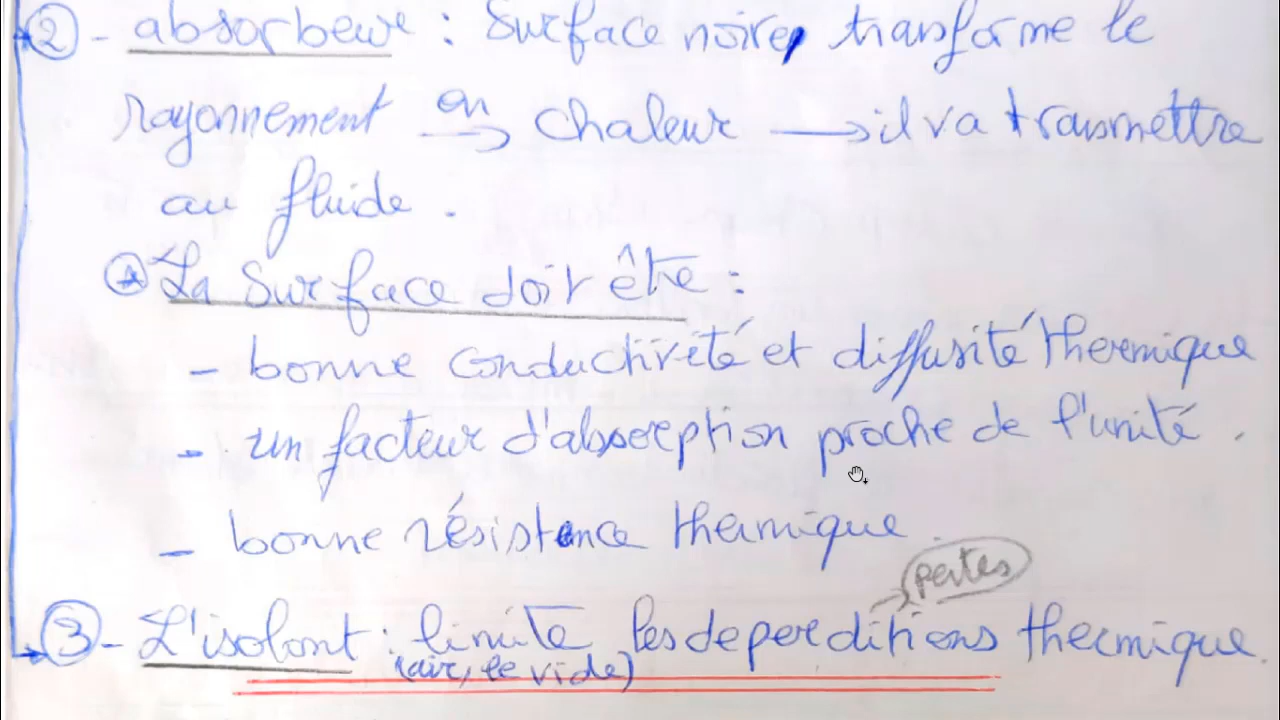 ② - absorbeur : Surface noire, transforme le
rayonnement en → chaleur → il va transmettre
au fluide .
La Surface doit être :
- bonne conductivité et diffusité thermique
- un facteur d'absorption proche de l'unité .
- bonne résistance thermique .
pertes
③ - L'isolant : limite les deperditions thermique.
(air, le vide)